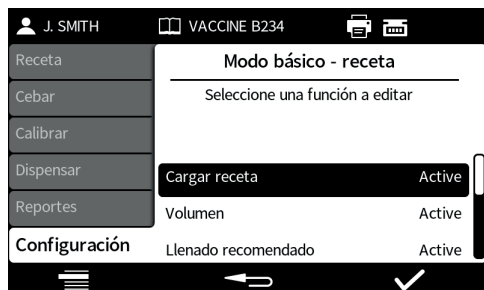 J. SMITH
VACCINE B234
Receta
Cebar
Calibrar
Dispensar
Reportes
Configuración
Modo básico - receta
Seleccione una función a editar
Cargar receta Active
Volumen Active
Llenado recomendado Active